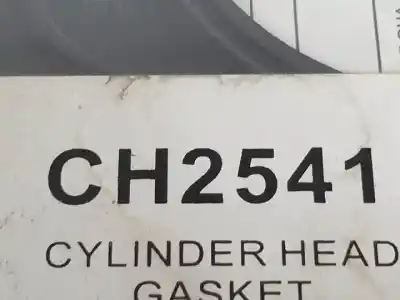 CH2541
CYLINDER HEAD
GASKET